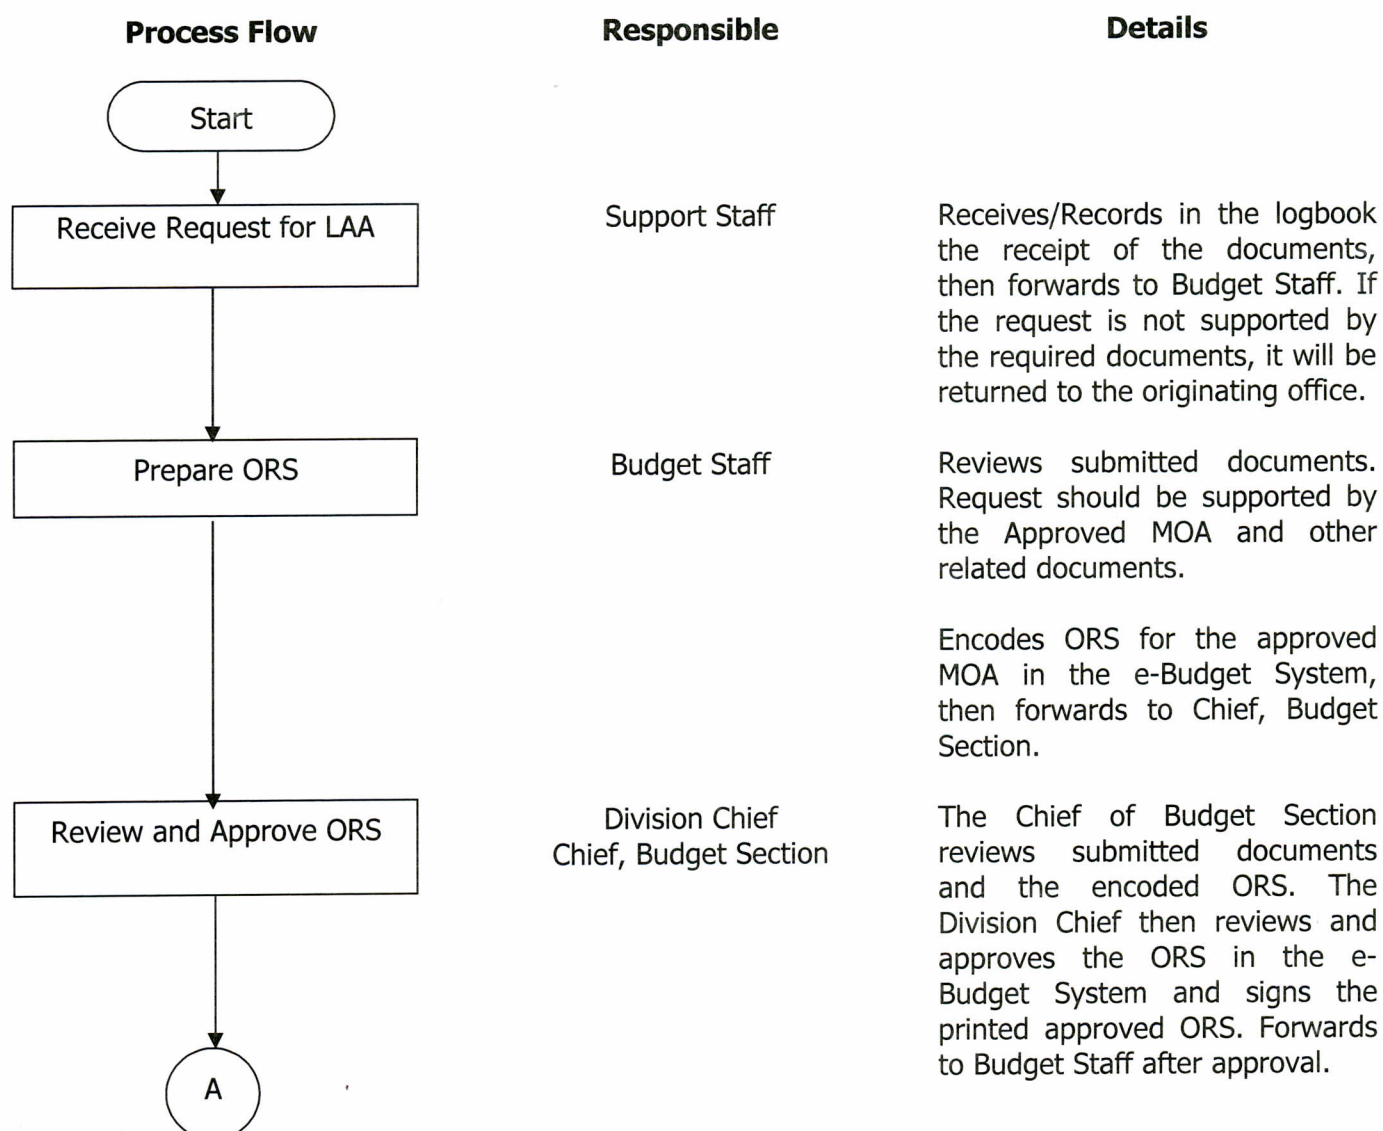 Process Flow
Responsible
Details
Start
Receive Request for LAA
Support Staff
Receives/Records in the logbook
the receipt of the documents,
then forwards to Budget Staff. If
the request is not supported by
the required documents, it will be
returned to the originating office.
Prepare ORS
Budget Staff
Reviews submitted documents.
Request should be supported by
the Approved MOA and other
related documents.
Encodes ORS for the approved
MOA in the e-Budget System,
then forwards to Chief, Budget
Section.
Review and Approve ORS
Division Chief
Chief, Budget Section
The Chief of Budget Section
reviews submitted documents
and the encoded ORS. The
Division Chief then reviews and
approves the ORS in the e-
Budget System and signs the
printed approved ORS. Forwards
to Budget Staff after approval.
A